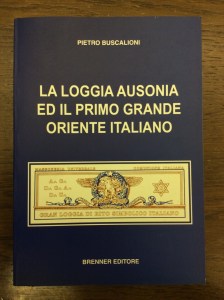 PIETRO BUSCALIONI
LA LOGGIA AUSONIA
ED IL PRIMO GRANDE
ORIENTE ITALIANO
GRAN LOGGIA DI RITO SIMBOLICO ITALIANO
BRENNER EDITORE